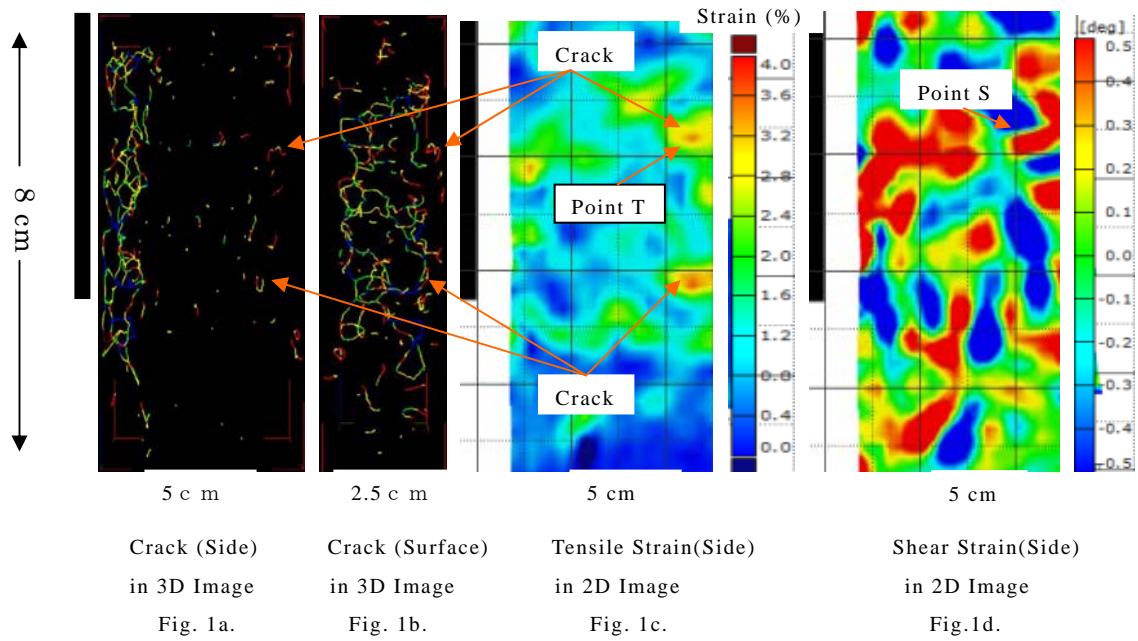 Strain (%)
[deg]
Crack
Point S
Point T
Crack
8 cm
4.0
3.6
3.2
2.8
2.4
2.0
1.6
1.2
0.8
0.4
0.0
0.5
0.4
0.3
0.2
0.1
0.0
-0.1
-0.2
-0.3
-0.4
-0.5
5 cm
2.5 cm
5 cm
5 cm
Crack (Side)
in 3D Image
Fig. 1a.
Crack (Surface)
in 3D Image
Fig. 1b.
Tensile Strain(Side)
in 2D Image
Fig. 1c.
Shear Strain(Side)
in 2D Image
Fig.1d.